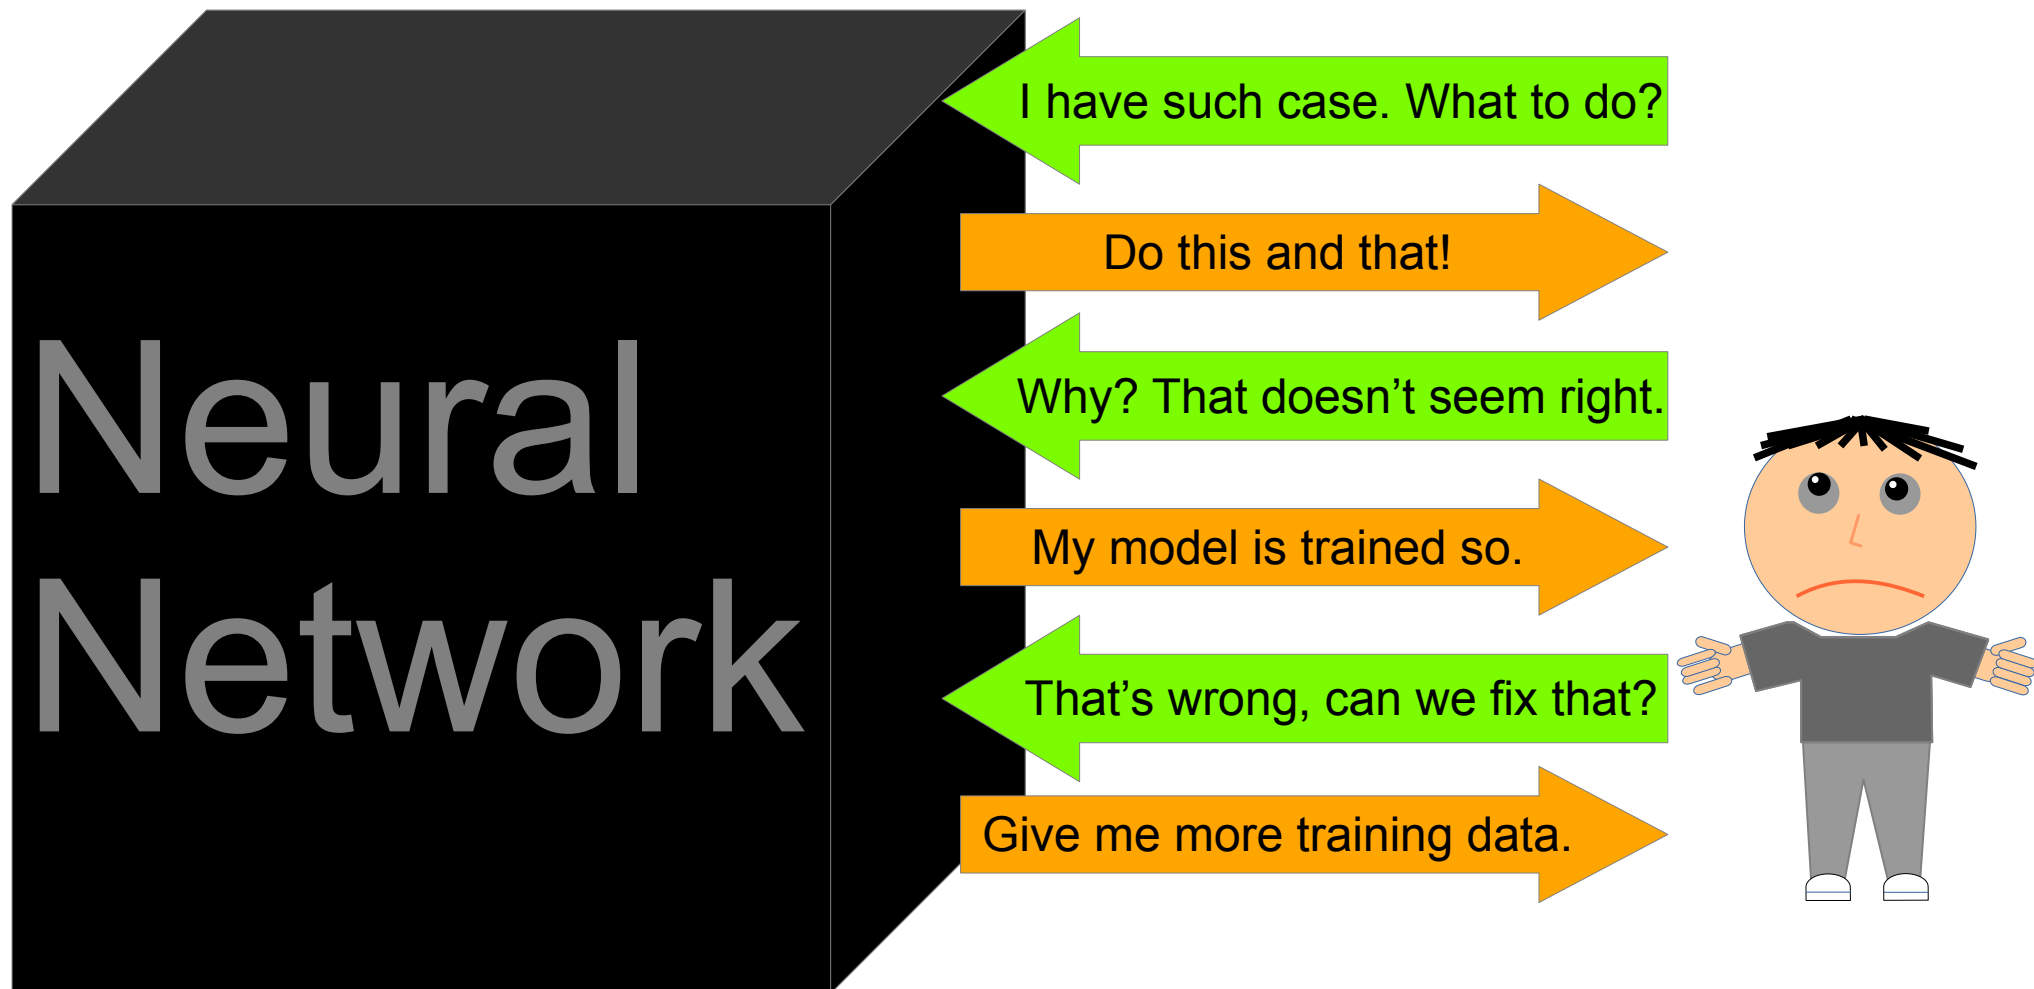 Neural
Network
I have such case. What to do?
Do this and that!
Why? That doesn’t seem right.
My model is trained so.
That’s wrong, can we fix that?
Give me more training data.